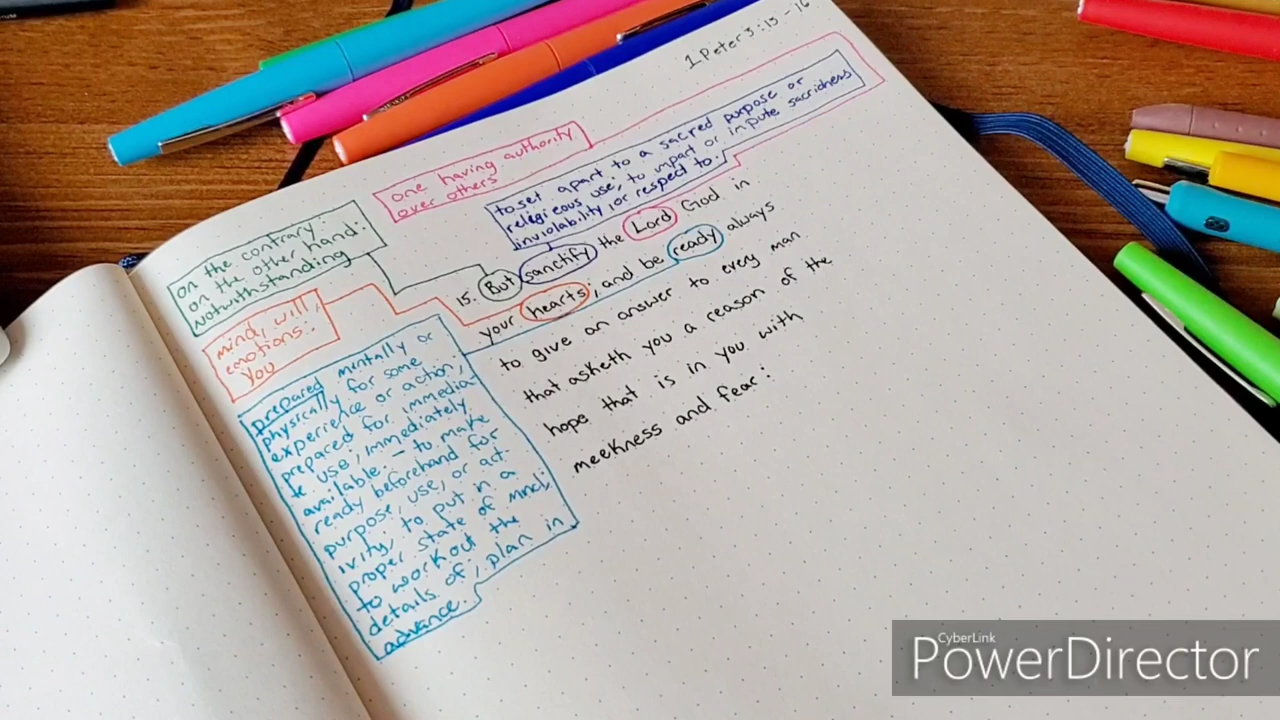 1 Peter 3:15-16
one having authority
over others
to set apart to a sacred purpose or
religieous use, to impart or impute sacridness
inviolability, or respect to.
on the contrary
on the other hand:
Notwithstanding
mind, will,
emotions..
You
15. But sanctify the Lord God in
your hearts; and be ready always
to give an answer to every man
that asketh you a reason of the
hope that is in you with
meekness and fear:
prepared mentally or
physically for some
experience or action,
prepared for immedia-
te use, immediately
available. - to make
ready beforehand for
purpose, use, or act-
ivity, to put in a
proper state of mind;
to workout the
details of, plan in
advance.
CyberLink
PowerDirector